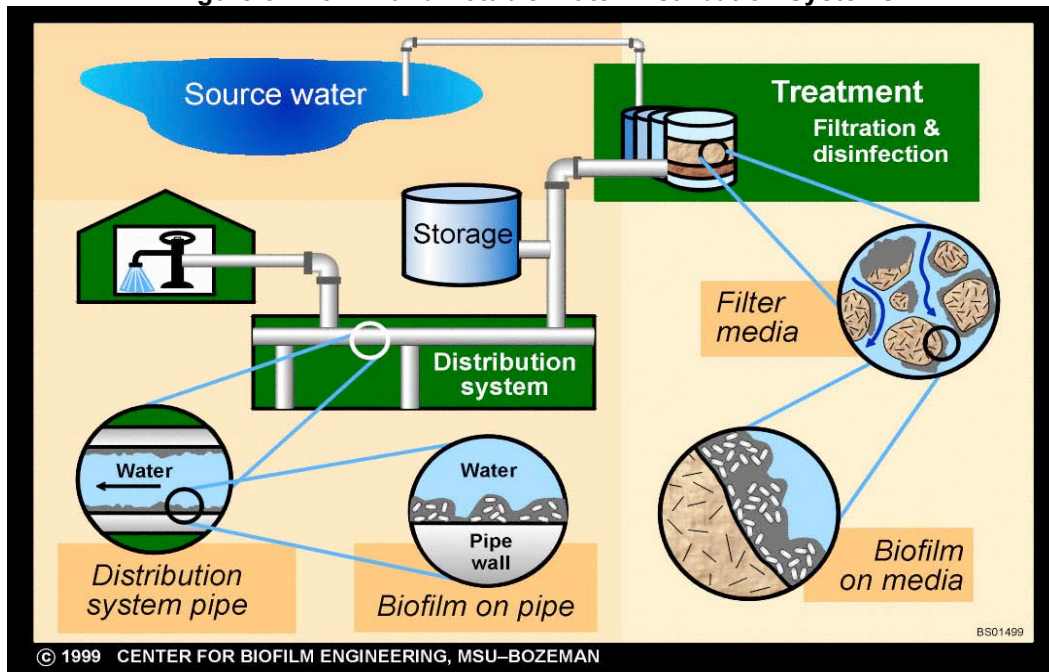 Source water
Treatment
Filtration &
disinfection
Storage
Filter
media
Distribution
system
Water
Water
Pipe
wall
Distribution
system pipe
Biofilm on pipe
Biofilm
on media
BS01499
© 1999 CENTER FOR BIOFILM ENGINEERING, MSU–BOZEMAN